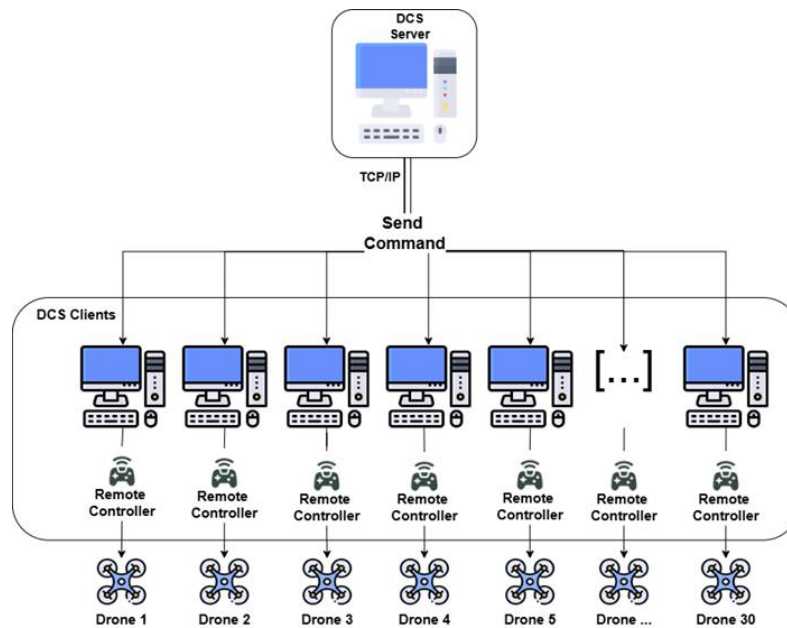 DCS
Server
TCP/IP
Send
Command
DCS Clients
[...]
Remote
Controller
Remote
Controller
Remote
Controller
Remote
Controller
Remote
Controller
Remote
Controller
Remote
Controller
Drone 1
Drone 2
Drone 3
Drone 4
Drone 5
Drone ...
Drone 30